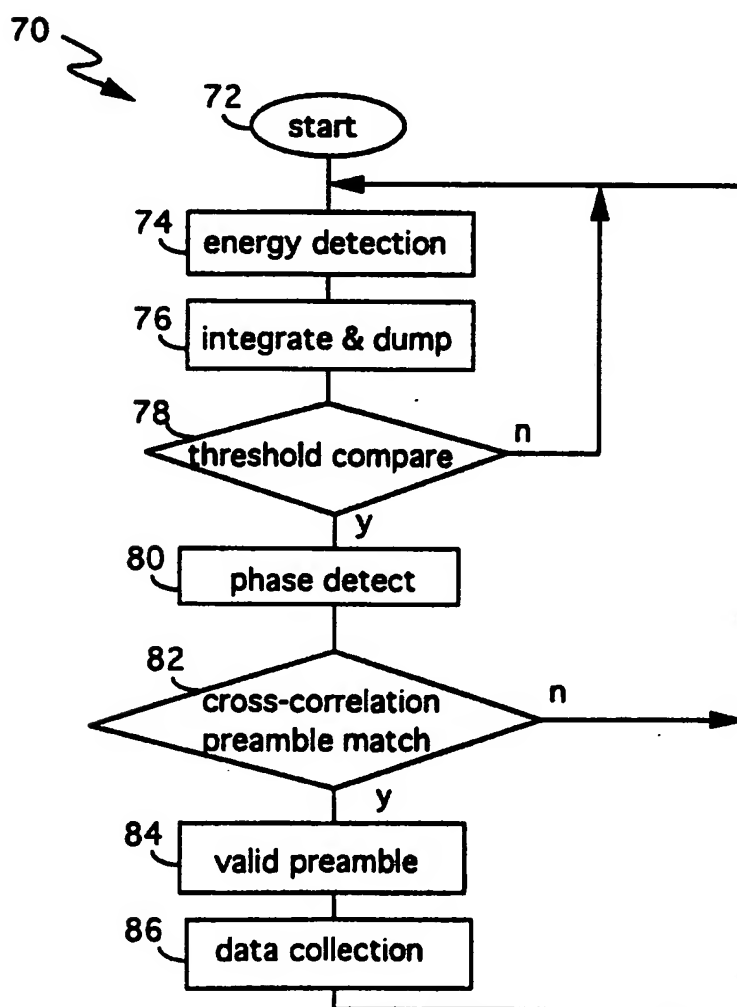 70
72
start
74
energy detection
76
integrate & dump
78
threshold compare
n
y
80
phase detect
82
cross-correlation
preamble match
n
y
84
valid preamble
86
data collection